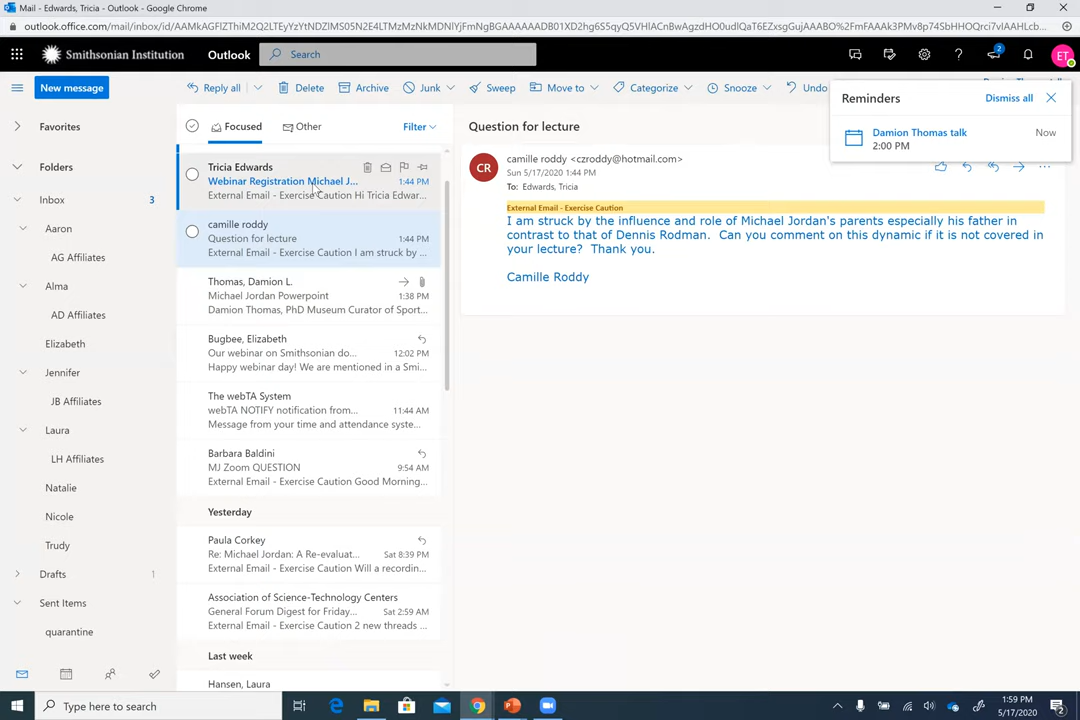 Mail - Edwards, Tricia - Outlook - Google Chrome
Smithsonian Institution
Outlook
Search
2
ET
New message
Reply all
Delete
Archive
Junk
Sweep
Move to
Categorize
Snooze
Undo
Reminders
Dismiss all
Damion Thomas talk
Now
2:00 PM
Favorites
Folders
Inbox 3
Aaron
AG Affiliates
Alma
AD Affiliates
Elizabeth
Jennifer
JB Affiliates
Laura
LH Affiliates
Natalie
Nicole
Trudy
Drafts 1
Sent Items
quarantine
Focused
Other
Filter
Tricia Edwards
Webinar Registration Michael J... 1:44 PM
External Email - Exercise Caution Hi Tricia Edwar...
camille roddy
Question for lecture 1:44 PM
External Email - Exercise Caution I am struck by ...
Thomas, Damion L.
Michael Jordan Powerpoint 1:38 PM
Damion Thomas, PhD Museum Curator of Sport...
Bugbee, Elizabeth
Our webinar on Smithsonian do... 12:02 PM
Happy webinar day! We are mentioned in a Smi...
The webTA System
webTA NOTIFY notification from... 11:44 AM
Message from your time and attendance syste...
Barbara Baldini
MJ Zoom QUESTION 9:54 AM
External Email - Exercise Caution Good Morning...
Yesterday
Paula Corkey
Re: Michael Jordan: A Re-evaluat... Sat 8:39 PM
External Email - Exercise Caution Will a recordin...
Association of Science-Technology Centers
General Forum Digest for Friday... Sat 2:59 AM
External Email - Exercise Caution 2 new threads ...
Last week
Hansen, Laura
Question for lecture
CR
camille roddy <czroddy@hotmail.com>
Sun 5/17/2020 1:44 PM
To: Edwards, Tricia
External Email - Exercise Caution
I am struck by the influence and role of Michael Jordan's parents especially his father in
contrast to that of Dennis Rodman. Can you comment on this dynamic if it is not covered in
your lecture? Thank you.
Camille Roddy
Type here to search
1:59 PM
5/17/2020
2